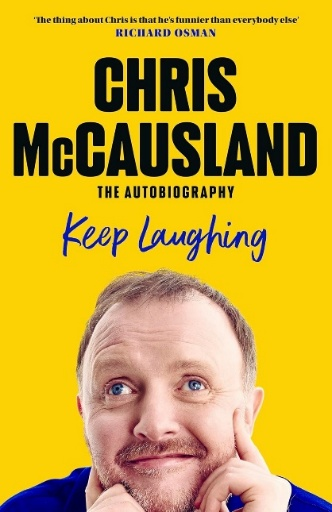 ‘The thing about Chris is that he’s funnier than everybody else’
RICHARD OSMAN
CHRIS
McCAUSLAND
THE AUTOBIOGRAPHY
Keep Laughing